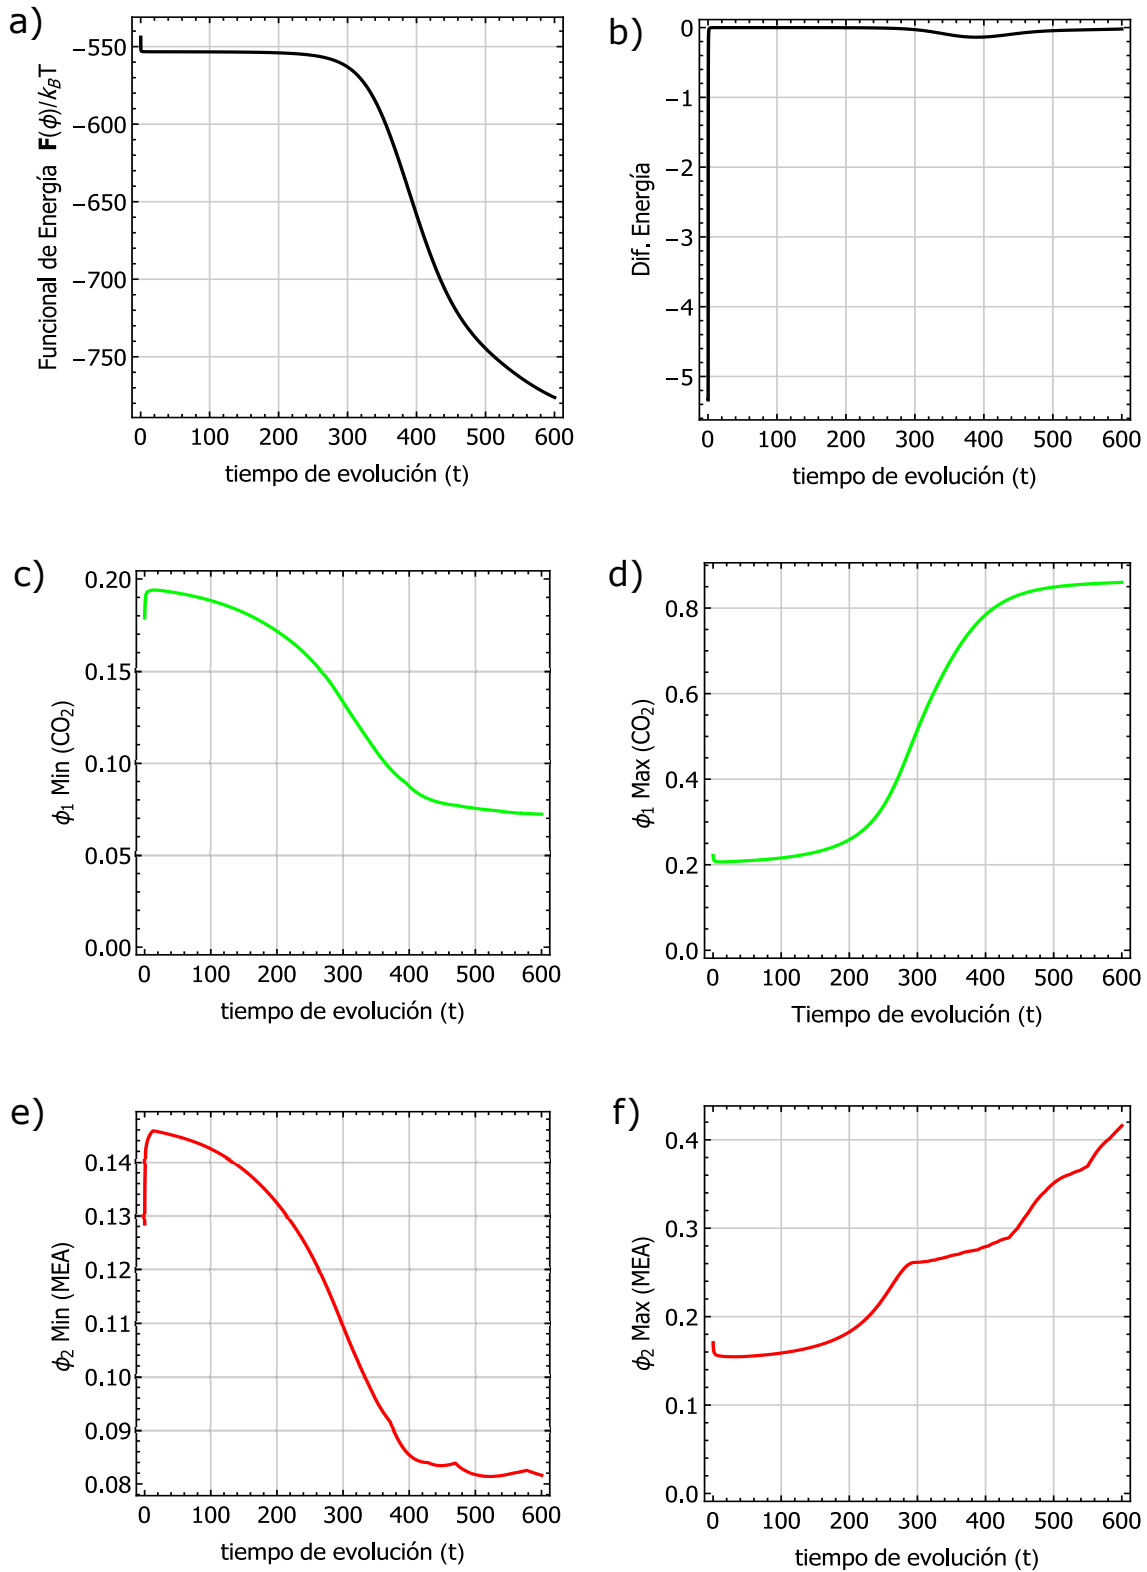 a)
Funcional de Energía F(ϕ)/k_B T
−550
−600
−650
−700
−750
0 100 200 300 400 500 600
tiempo de evolución (t)
b)
Dif. Energía
0
−1
−2
−3
−4
−5
0 100 200 300 400 500 600
tiempo de evolución (t)
c)
ϕ₁ Min (CO₂)
0.20
0.15
0.10
0.05
0.00
0 100 200 300 400 500 600
tiempo de evolución (t)
d)
ϕ₁ Max (CO₂)
0.8
0.6
0.4
0.2
0.0
0 100 200 300 400 500 600
Tiempo de evolución (t)
e)
ϕ₂ Min (MEA)
0.14
0.13
0.12
0.11
0.10
0.09
0.08
0 100 200 300 400 500 600
tiempo de evolución (t)
f)
ϕ₂ Max (MEA)
0.4
0.3
0.2
0.1
0.0
0 100 200 300 400 500 600
tiempo de evolución (t)